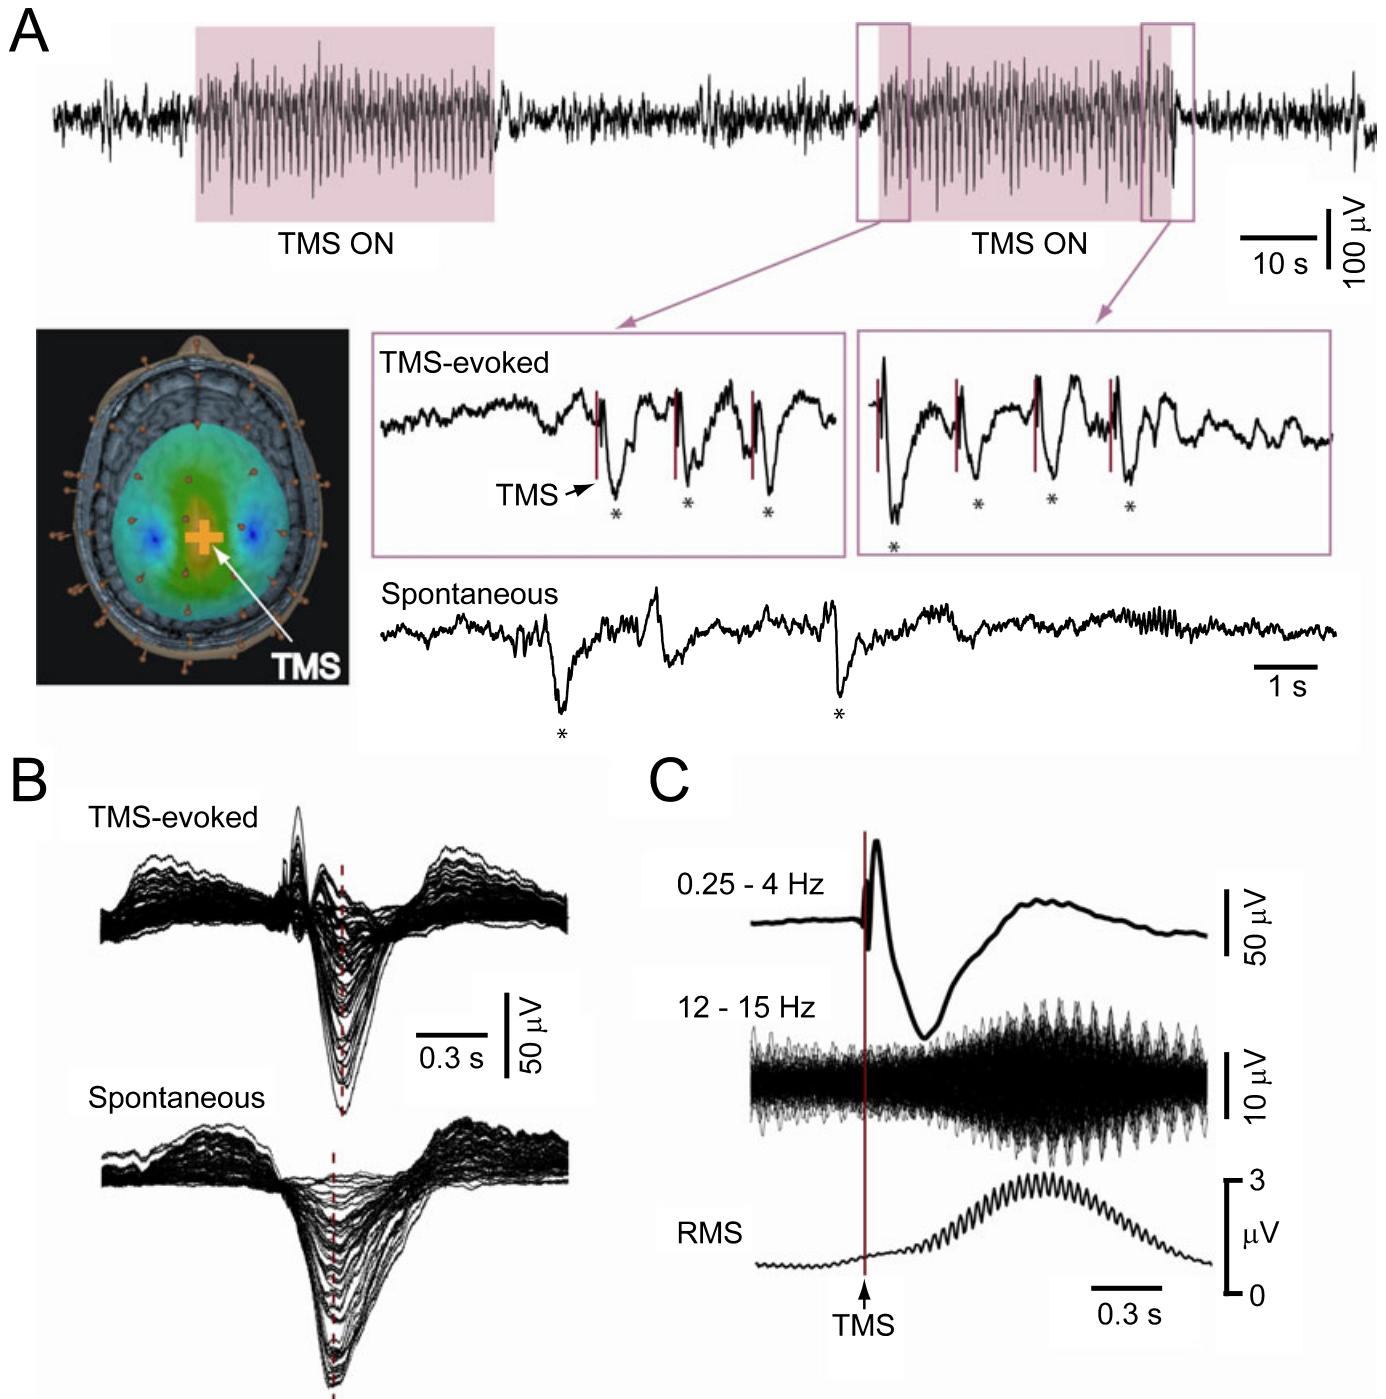 A
TMS ON
TMS ON
10 s
100 μV
TMS-evoked
TMS
*
*
*
*
*
*
*
TMS
Spontaneous
*
*
1 s
B
TMS-evoked
0.3 s
50 μV
Spontaneous
C
0.25 - 4 Hz
50 μV
12 - 15 Hz
10 μV
RMS
3
μV
0
TMS
0.3 s